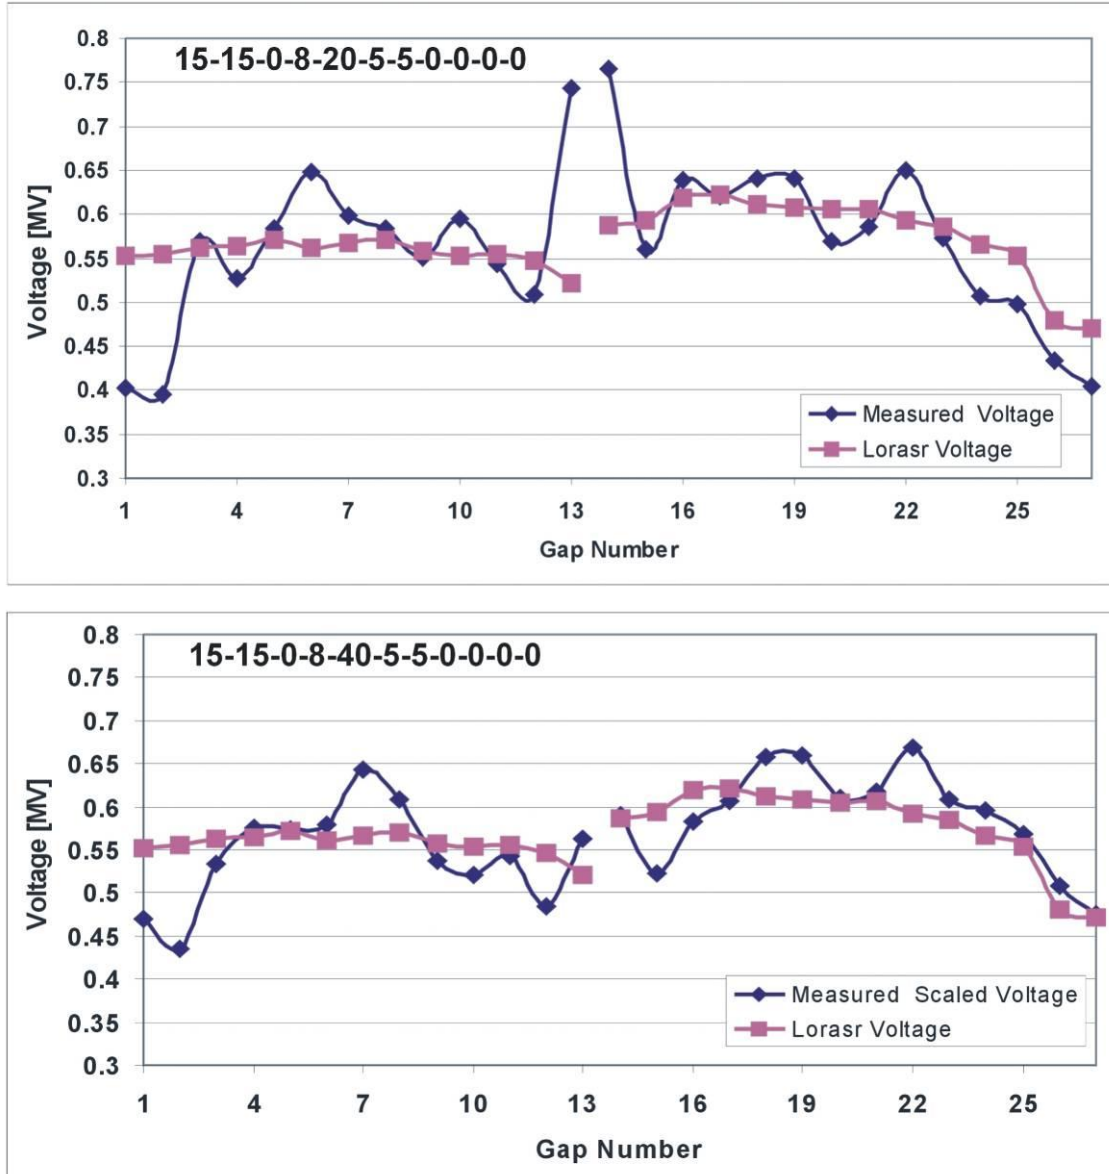 15-15-0-8-20-5-5-0-0-0-0
0.8
0.75
0.7
0.65
0.6
0.55
0.5
0.45
0.4
0.35
0.3
Voltage [MV]
Measured Voltage
Lorasr Voltage
1 4 7 10 13 16 19 22 25
Gap Number
15-15-0-8-40-5-5-0-0-0-0
0.8
0.75
0.7
0.65
0.6
0.55
0.5
0.45
0.4
0.35
0.3
Voltage [MV]
Measured Scaled Voltage
Lorasr Voltage
1 4 7 10 13 16 19 22 25
Gap Number